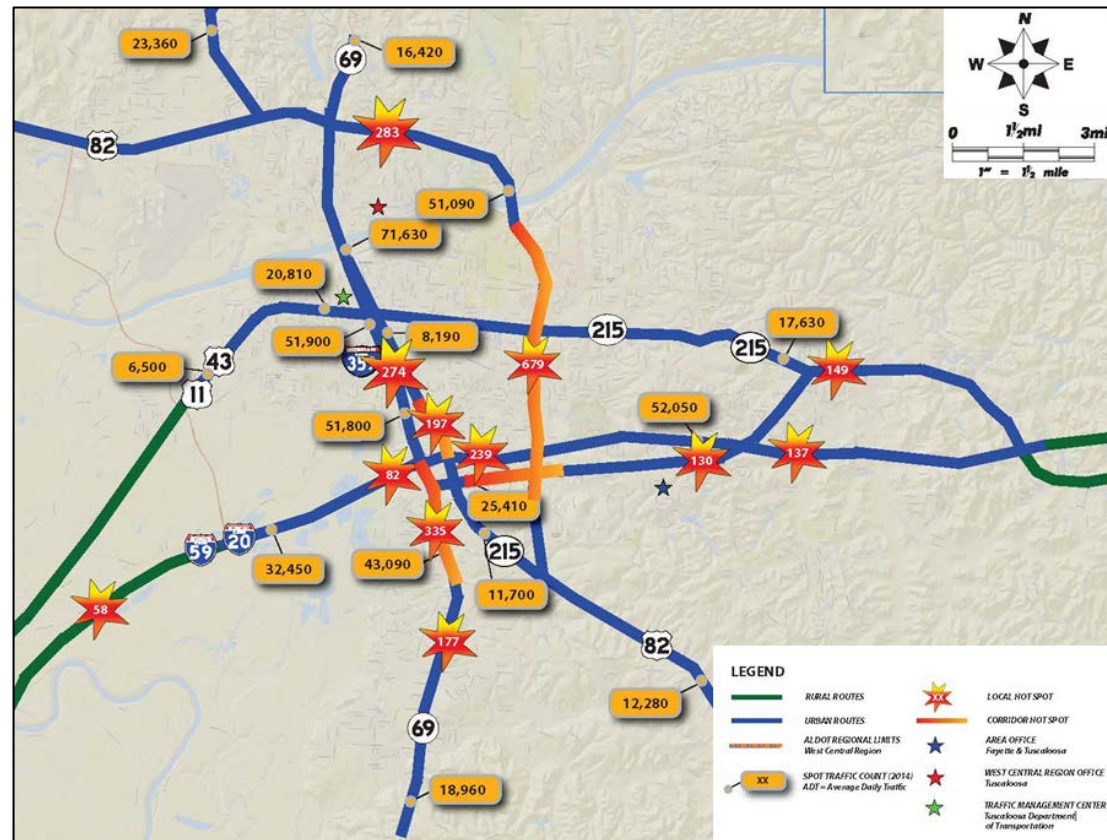 23,360
16,420
69
N
W E
S
0 1½mi 3mi
1" = 1½ mile
82
283
51,090
71,630
20,810
215
17,630
51,900
8,190
215
43
6,500
11
274
679
149
51,800
197
52,050
239
82
130
137
25,410
335
59
20
32,450
43,090
215
11,700
58
177
82
12,280
69
18,960
LEGEND
RURAL ROUTES
URBAN ROUTES
ALDOT REGIONAL LIMITS
West Central Region
XX
SPOT TRAFFIC COUNT (2014)
ADT = Average Daily Traffic
XX
LOCAL HOT SPOT
CORRIDOR HOT SPOT
AREA OFFICE
Fayette & Tuscaloosa
WEST CENTRAL REGION OFFICE
Tuscaloosa
TRAFFIC MANAGEMENT CENTER
Tuscaloosa Department
of Transportation